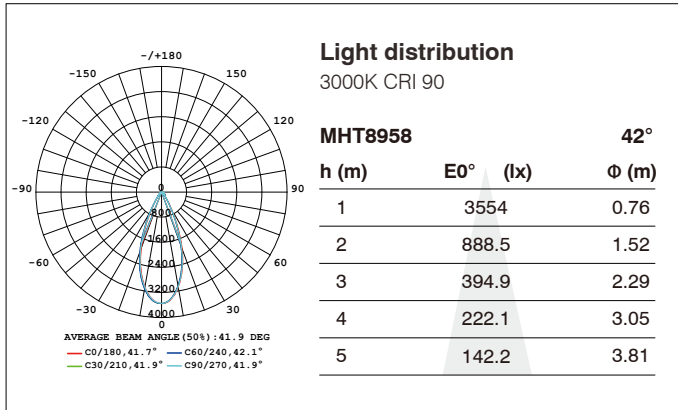 -/+180
-150 150
-120 120
-90 0 90
800
1600
-60 2400 60
3200
-30 4000 30
0
AVERAGE BEAM ANGLE(50%):41.9 DEG
C0/180,41.7° C60/240,42.1°
C30/210,41.9° C90/270,41.9°
Light distribution
3000K CRI 90
MHT8958 42°
h (m) E0° (lx) Φ (m)
1 3554 0.76
2 888.5 1.52
3 394.9 2.29
4 222.1 3.05
5 142.2 3.81